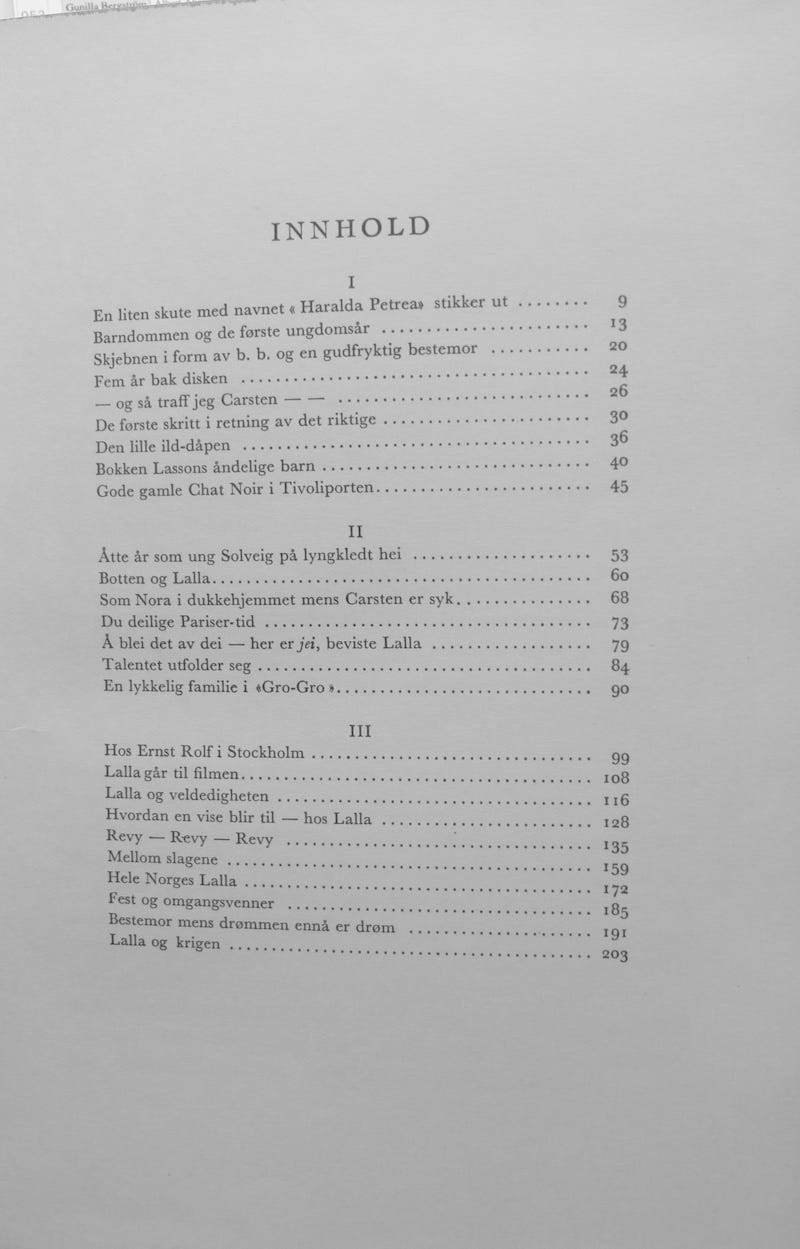 Gunilla Bergström
INNHOLD
I
En liten skute med navnet « Haralda Petrea» stikker ut ........ 9
Barndommen og de første ungdomsår ........ 13
Skjebnen i form av b. b. og en gudfryktig bestemor ........ 20
Fem år bak disken ........ 24
— og så traff jeg Carsten — — ........ 26
De første skritt i retning av det riktige ........ 30
Den lille ild-dåpen ........ 36
Bokken Lassons åndelige barn ........ 40
Gode gamle Chat Noir i Tivoliporten ........ 45
II
Åtte år som ung Solveig på lyngkledt hei ........ 53
Botten og Lalla ........ 60
Som Nora i dukkehjemmet mens Carsten er syk ........ 68
Du deilige Pariser-tid ........ 73
Å blei det av dei — her er jei, beviste Lalla ........ 79
Talentet utfolder seg ........ 84
En lykkelig familie i «Gro-Gro» ........ 90
III
Hos Ernst Rolf i Stockholm ........ 99
Lalla går til filmen ........ 108
Lalla og veldedigheten ........ 116
Hvordan en vise blir til — hos Lalla ........ 128
Revy — Revy — Revy ........ 135
Mellom slagene ........ 159
Hele Norges Lalla ........ 172
Fest og omgangsvenner ........ 185
Bestemor mens drømmen ennå er drøm ........ 191
Lalla og krigen ........ 203